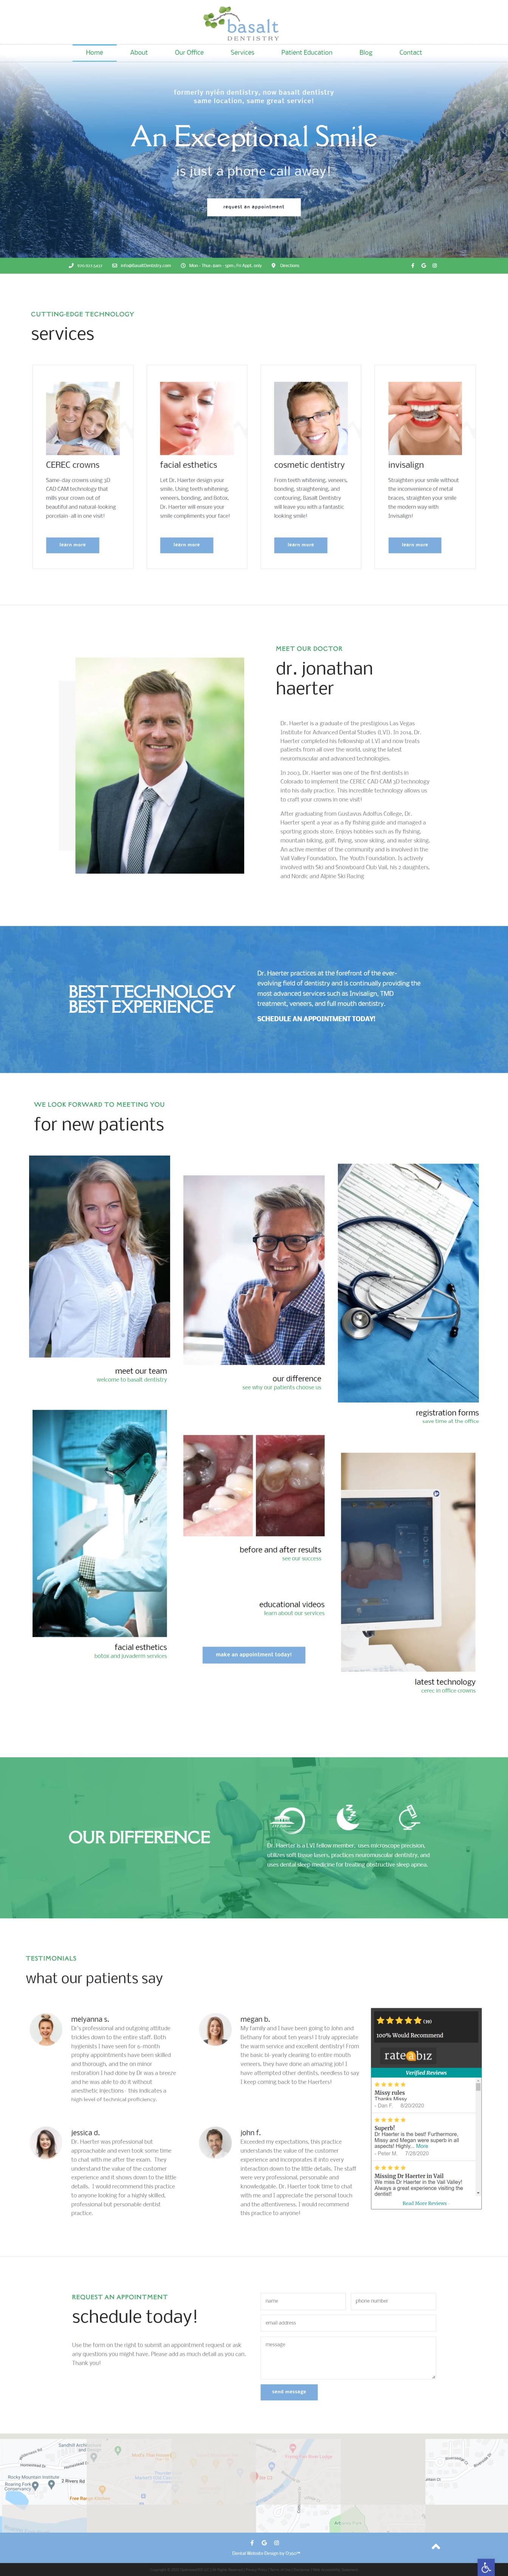 basalt
DENTISTRY
Home
About
Our Office
Services
Patient Education
Blog
Contact
formerly nylén dentistry, now basalt dentistry
same location, same great service!
An Exceptional Smile
is just a phone call away!
request an appointment
info@BasaltDentistry.com
Directions
CUTTING-EDGE TECHNOLOGY
services
CEREC crowns
Same-day crowns using 3D
CAD CAM technology that
mills your crown out of
beautiful and natural-looking
porcelain- all in one visit!
learn more
facial esthetics
Let Dr. Haerter design your
smile. Using teeth whitening,
veneers, bonding, and Botox,
Dr. Haerter will ensure your
smile compliments your face!
learn more
cosmetic dentistry
From teeth whitening, veneers,
bonding, straightening, and
contouring, Basalt Dentistry
will leave you with a fantastic
looking smile!
learn more
invisalign
Straighten your smile without
the inconvenience of metal
braces. straighten your smile
the modern way with
Invisalign!
learn more
MEET OUR DOCTOR
dr. jonathan
haerter
Dr. Haerter is a graduate of the prestigious Las Vegas
Institute for Advanced Dental Studies (LVI). In 2014, Dr.
Haerter completed his fellowship at LVI and now treats
patients from all over the world, using the latest
neuromuscular and advanced technologies.
In 2003, Dr. Haerter was one of the first dentists in
Colorado to implement the CEREC CAD CAM 3D technology
into his daily practice. This incredible technology allows us
to craft your crowns in one visit!
After graduating from Gustavus Adolfus College, Dr.
Haerter spent a year as a fly fishing guide and managed a
sporting goods store. Enjoys hobbies such as fly fishing,
mountain biking, golf, flying, snow skiing, and water skiing.
An active member of the community and is involved in the
Vail Valley Foundation, The Youth Foundation. Is actively
involved with Ski and Snowboard Club Vail, his 2 daughters,
and Nordic and Alpine Ski Racing
BEST TECHNOLOGY
BEST EXPERIENCE
Dr. Haerter practices at the forefront of the ever-
evolving field of dentistry and is continually providing the
most advanced services such as Invisalign, TMD
treatment, veneers, and full mouth dentistry.
SCHEDULE AN APPOINTMENT TODAY!
WE LOOK FORWARD TO MEETING YOU
for new patients
meet our team
welcome to basalt dentistry
our difference
see why our patients choose us
registration forms
save time at the office
facial esthetics
botox and juvaderm services
before and after results
see our success
educational videos
learn about our services
make an appointment today!
latest technology
cerec in office crowns
OUR DIFFERENCE
Dr. Haerter is a LVI fellow member, uses microscope precision,
utilizes soft tissue lasers, practices neuromuscular dentistry, and
uses dental sleep medicine for treating obstructive sleep apnea.
TESTIMONIALS
what our patients say
melyanna s.
Dr's professional and outgoing attitude
trickles down to the entire staff. Both
hygienists I have seen for 6-month
prophy appointments have been skilled
and thorough, and the on minor
restoration I had done by Dr was a breeze
and he was able to do it without
anesthetic injections- this indicates a
high level of technical proficiency.
megan b.
My family and I have been going to John and
Bethany for about ten years! I truly appreciate
the warm service and excellent dentistry! From
the basic 1x-yearly cleaning to entire mouth
veneers, they have done an amazing job! I
have attempted other dentists, needless to say
I keep coming back to the Haerters!
jessica d.
Dr. Haerter was professional but
approachable and even took some time
to chat with me after the exam. They
understand the value of the customer
experience and it shows down to the little
details. I would recommend this practice
to anyone looking for a highly skilled,
professional but personable dentist
practice.
john f.
Exceeded my expectations, this practice
understands the value of the customer
experience and incorporates it into every
interaction down to the little details. The staff
were very professional, personable and
knowledgable. Dr. Haerter took time to chat
with me and I appreciate the personal touch
and the attentiveness. I would recommend
this practice to anyone!
100% Would Recommend
rateabiz
Verified Reviews
Missy rules
Thanks Missy
- Dan F. 8/20/2020
Superb!
Dr Haerter is the best! Furthermore,
Missy and Megan were superb in all
aspects! Highly... More
- Peter M. 7/28/2020
Missing Dr Haerter in Vail
We miss Dr Haerter in the Vail Valley!
Always a great experience visiting the
dentist!
Read More Reviews
REQUEST AN APPOINTMENT
schedule today!
Use the form on the right to submit an appointment request or ask
any questions you might have. Please add as much detail as you can.
Thank you!
name
phone number
email address
message
send message
Rocky Mountain Institute
Roaring Fork
Conservancy
2 Rivers Rd
Dental Website Design by